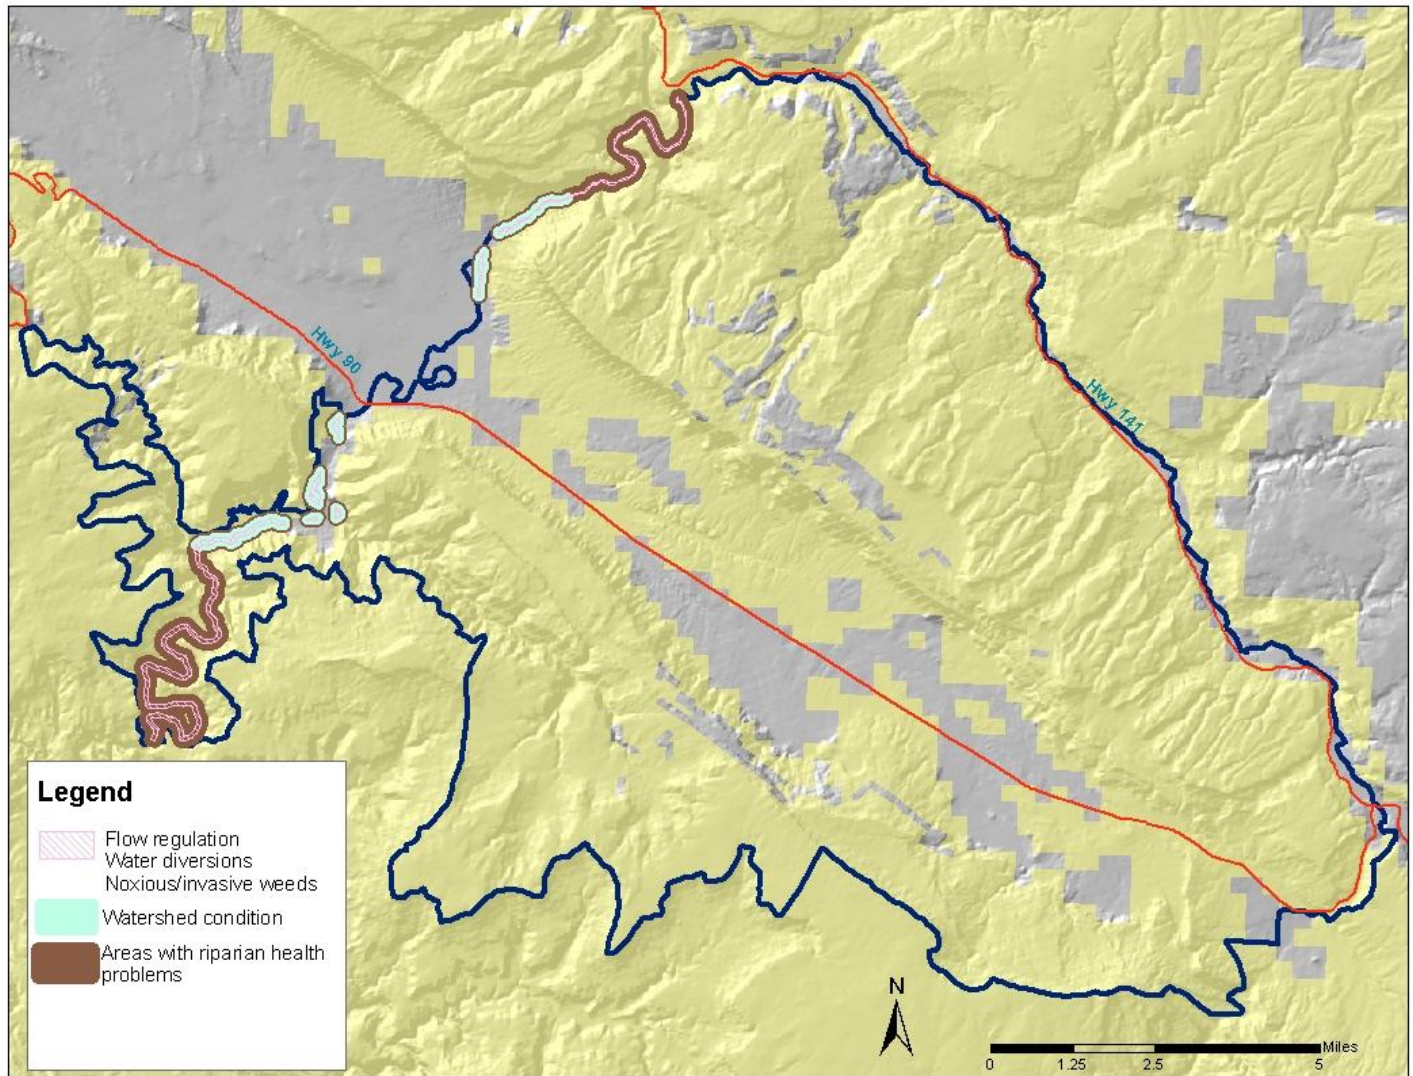 Hwy 90
Hwy 141
Legend
Flow regulation
Water diversions
Noxious/invasive weeds
Watershed condition
Areas with riparian health
problems
N
Miles
0 1.25 2.5 5